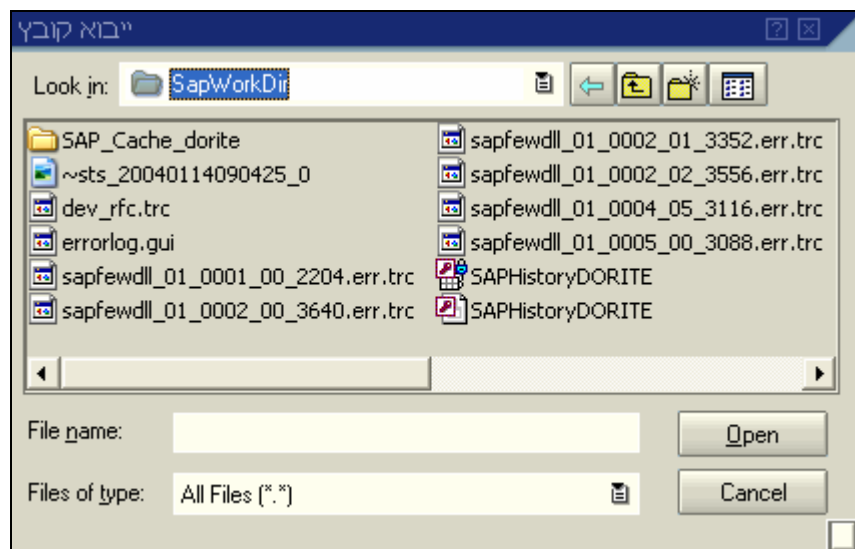 ייבוא קובץ
Look in: SapWorkDir
SAP_Cache_dorite
~sts_20040114090425_0
dev_rfc.trc
errorlog.gui
sapfewdll_01_0001_00_2204.err.trc
sapfewdll_01_0002_00_3640.err.trc
sapfewdll_01_0002_01_3352.err.trc
sapfewdll_01_0002_02_3556.err.trc
sapfewdll_01_0004_05_3116.err.trc
sapfewdll_01_0005_00_3088.err.trc
SAPHistoryDORITE
SAPHistoryDORITE
File name:
Open
Files of type: All Files (*.*)
Cancel